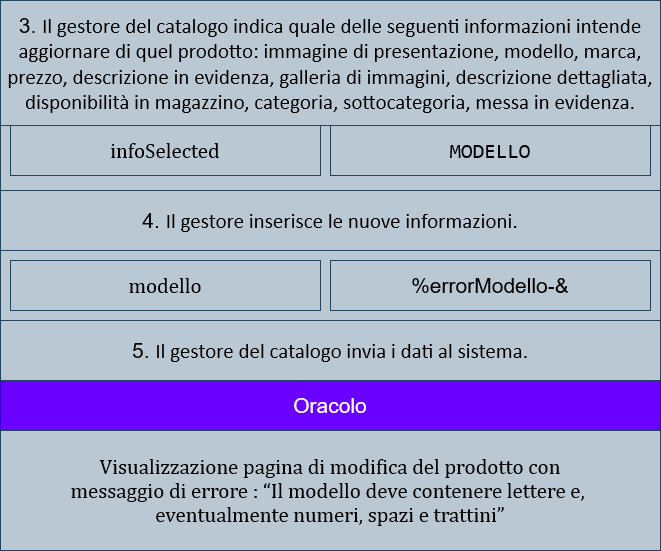 3. Il gestore del catalogo indica quale delle seguenti informazioni intende
aggiornare di quel prodotto: immagine di presentazione, modello, marca,
prezzo, descrizione in evidenza, galleria di immagini, descrizione dettagliata,
disponibilità in magazzino, categoria, sottocategoria, messa in evidenza.
infoSelected MODELLO
4. Il gestore inserisce le nuove informazioni.
modello %errorModello-&
5. Il gestore del catalogo invia i dati al sistema.
Oracolo
Visualizzazione pagina di modifica del prodotto con
messaggio di errore : “Il modello deve contenere lettere e,
eventualmente numeri, spazi e trattini”